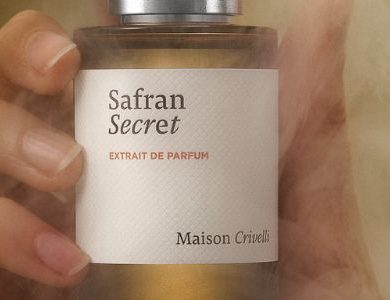 Safran
Secret
EXTRAIT DE PARFUM
Maison Crivelli